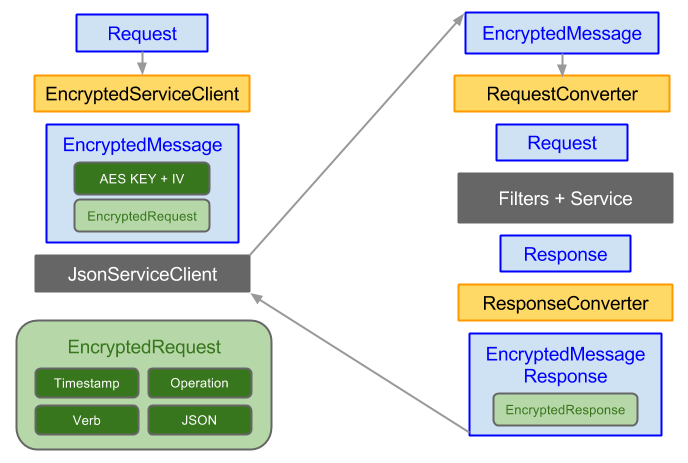 Request
EncryptedServiceClient
EncryptedMessage
AES KEY + IV
EncryptedRequest
JsonServiceClient
EncryptedRequest
Timestamp
Operation
Verb
JSON
EncryptedMessage
RequestConverter
Request
Filters + Service
Response
ResponseConverter
EncryptedMessage
Response
EncryptedResponse